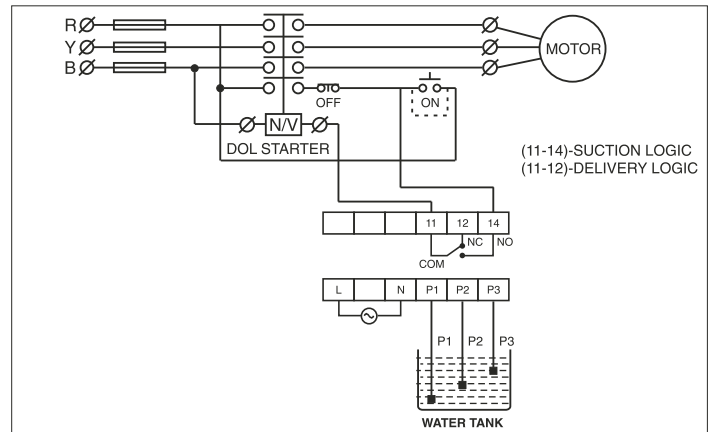 R
Y
B
MOTOR
OFF
ON
N/V
DOL STARTER
(11-14)-SUCTION LOGIC
(11-12)-DELIVERY LOGIC
11 12 14
NC NO
COM
L N P1 P2 P3
P1 P2 P3
WATER TANK